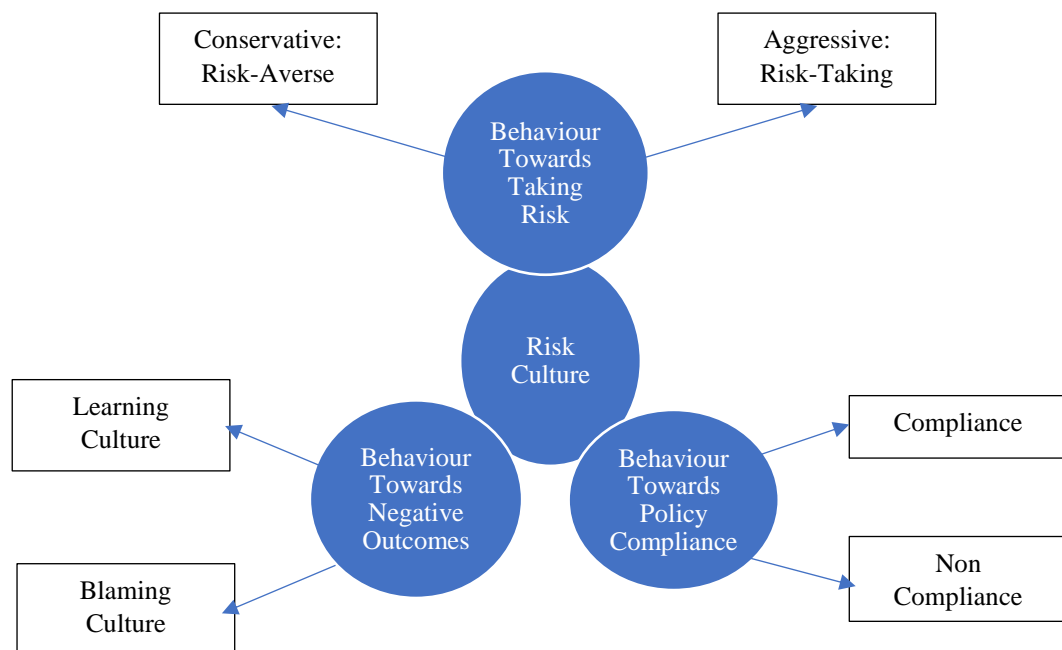 Conservative:
Risk-Averse
Aggressive:
Risk-Taking
Behaviour
Towards
Taking
Risk
Risk
Culture
Learning
Culture
Behaviour
Towards
Negative
Outcomes
Blaming
Culture
Behaviour
Towards
Policy
Compliance
Compliance
Non
Compliance